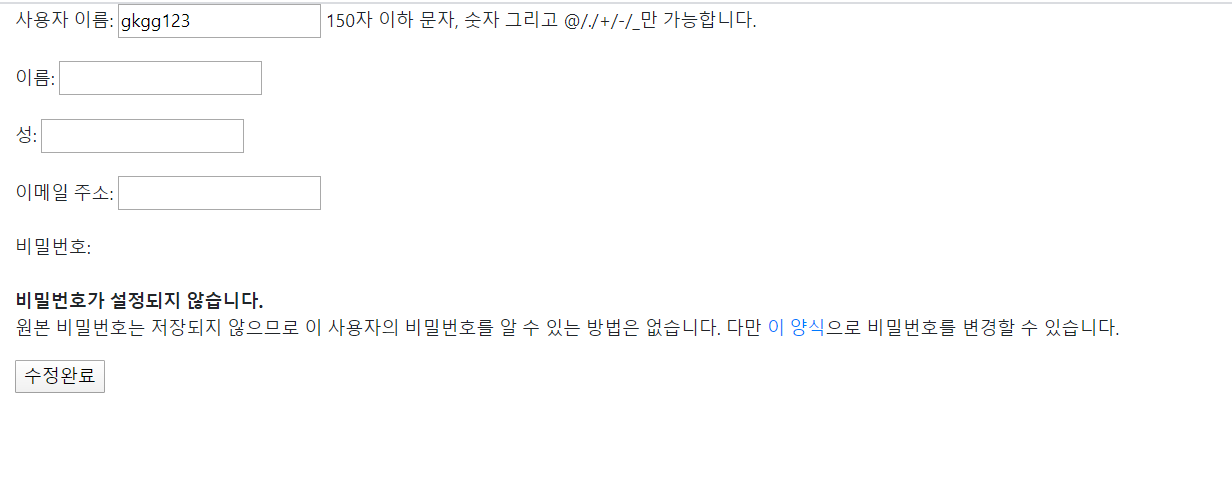 사용자 이름: gkgg123 150자 이하 문자, 숫자 그리고 @/./+/-/_만 가능합니다.
이름:
성:
이메일 주소:
비밀번호:
비밀번호가 설정되지 않습니다.
원본 비밀번호는 저장되지 않으므로 이 사용자의 비밀번호를 알 수 있는 방법은 없습니다. 다만 이 양식으로 비밀번호를 변경할 수 있습니다.
수정완료